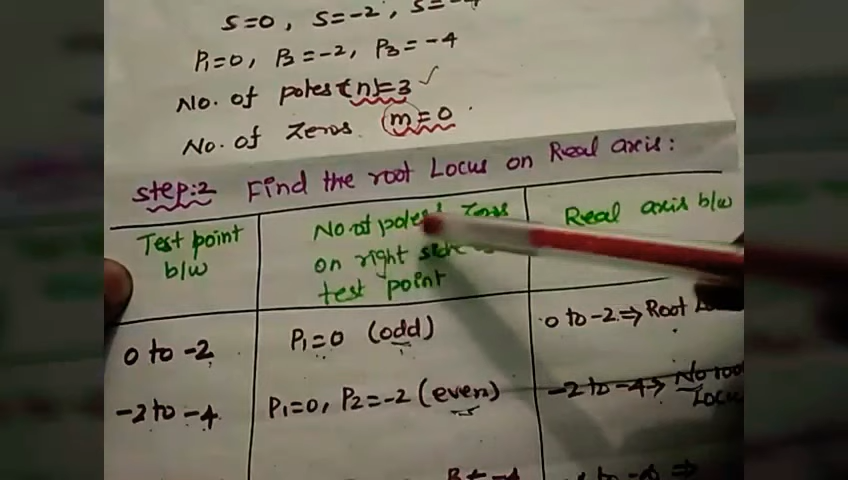 S=0, S=-2, S=-4
P1=0, P2=-2, P3=-4
No. of poles (n)=3 ✓
No. of zeros m=0
Step:2 Find the root Locus on Real axis:
Test point b/w
No of poles zeros on right side test point
Real axis b/w
0 to -2
P1=0 (odd)
0 to -2 ⇒ Root
-2 to -4
P1=0, P2=-2 (even)
-2 to -4 ⇒ No root Locus